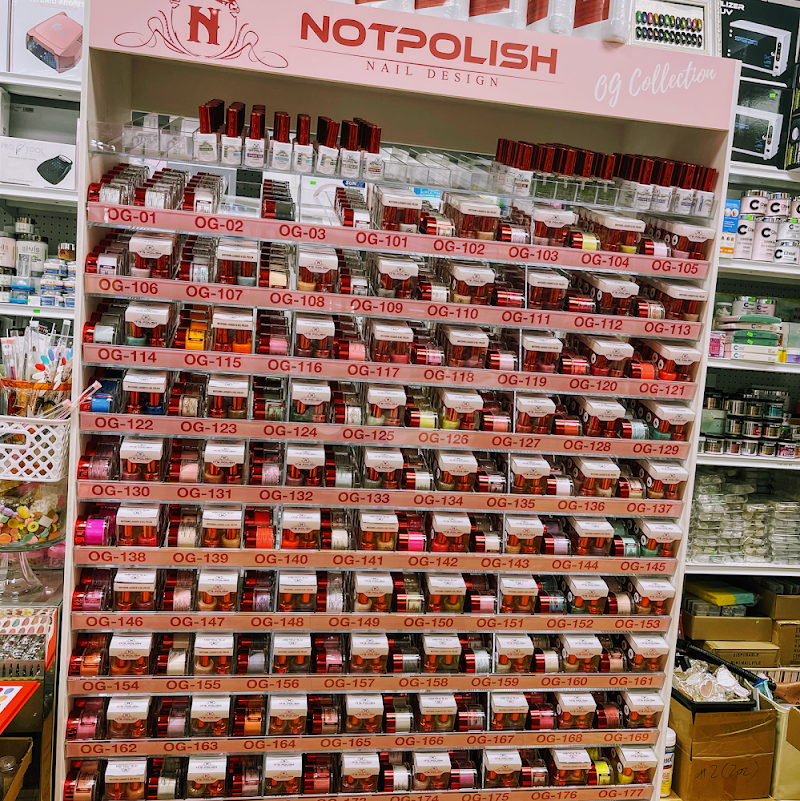 N
NOTPOLISH
NAIL DESIGN
OG Collection
OG-01 OG-02 OG-03 OG-101 OG-102 OG-103 OG-104 OG-105
OG-106 OG-107 OG-108 OG-109 OG-110 OG-111 OG-112 OG-113
OG-114 OG-115 OG-116 OG-117 OG-118 OG-119 OG-120 OG-121
OG-122 OG-123 OG-124 OG-125 OG-126 OG-127 OG-128 OG-129
OG-130 OG-131 OG-132 OG-133 OG-134 OG-135 OG-136 OG-137
OG-138 OG-139 OG-140 OG-141 OG-142 OG-143 OG-144 OG-145
OG-146 OG-147 OG-148 OG-149 OG-150 OG-151 OG-152 OG-153
OG-154 OG-155 OG-156 OG-157 OG-158 OG-159 OG-160 OG-161
OG-162 OG-163 OG-164 OG-165 OG-166 OG-167 OG-168 OG-169
OG-174 OG-175 OG-176 OG-177